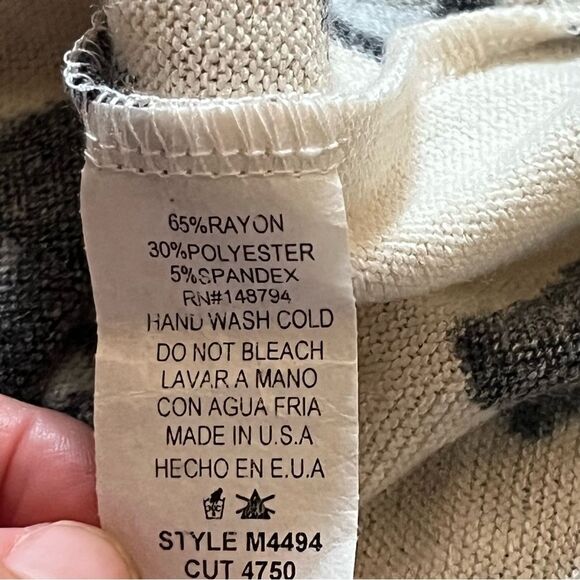 65%RAYON
30%POLYESTER
5%SPANDEX
RN#148794
HAND WASH COLD
DO NOT BLEACH
LAVAR A MANO
CON AGUA FRIA
MADE IN U.S.A
HECHO EN E.U.A
STYLE M4494
CUT 4750